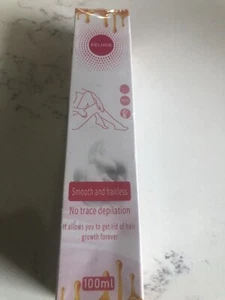 Smooth and hairless
No trace depilation
It allows you to get rid of hair
growth forever
100ml